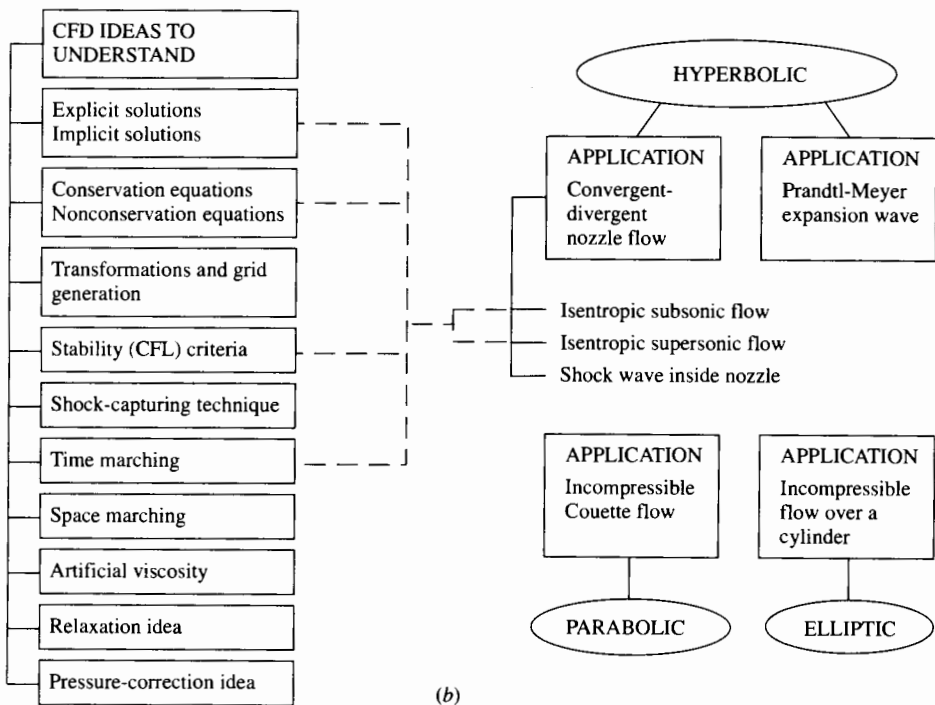 CFD IDEAS TO
UNDERSTAND
Explicit solutions
Implicit solutions
Conservation equations
Nonconservation equations
Transformations and grid
generation
Stability (CFL) criteria
Shock-capturing technique
Time marching
Space marching
Artificial viscosity
Relaxation idea
Pressure-correction idea
HYPERBOLIC
APPLICATION
Convergent-
divergent
nozzle flow
APPLICATION
Prandtl-Meyer
expansion wave
Isentropic subsonic flow
Isentropic supersonic flow
Shock wave inside nozzle
APPLICATION
Incompressible
Couette flow
APPLICATION
Incompressible
flow over a
cylinder
PARABOLIC
ELLIPTIC
(b)